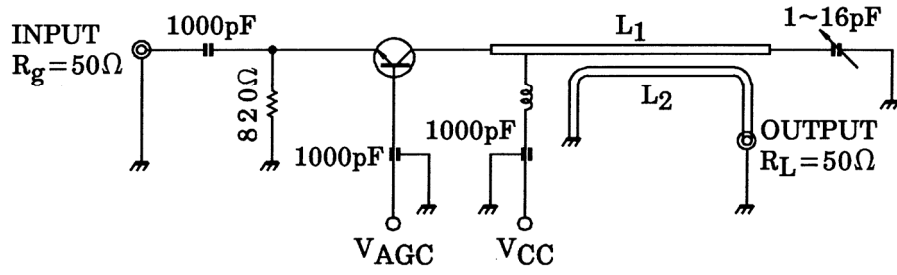 INPUT
Rg=50Ω
1000pF
820Ω
1000pF
VAGC
1000pF
VCC
L1
L2
1~16pF
OUTPUT
RL=50Ω